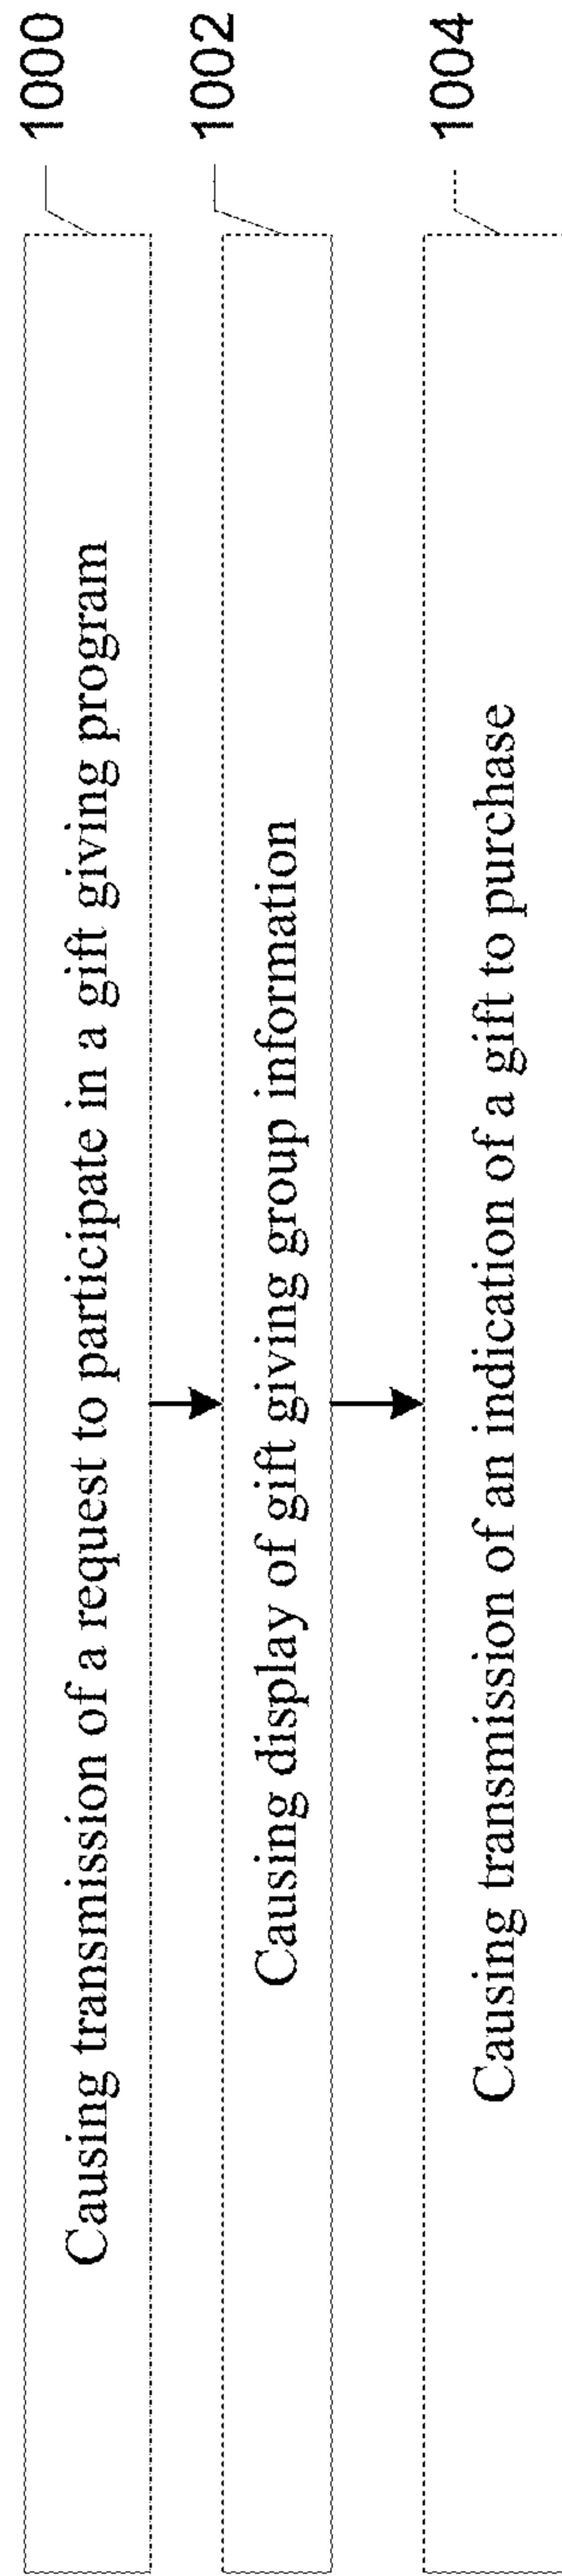 1000
Causing transmission of a request to participate in a gift giving program
1002
Causing display of gift giving group information
1004
Causing transmission of an indication of a gift to purchase